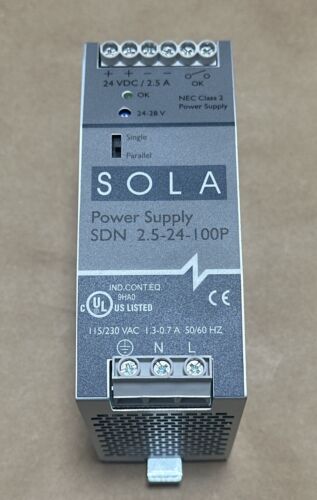 + + − − OK
24 VDC / 2.5 A
OK
NEC Class 2
Power Supply
24-28 V
Single
Parallel
SOLA
Power Supply
SDN 2.5-24-100P
IND.CONT.EQ.
9HA0
C UL US LISTED
CE
115/230 VAC 1.3-0.7 A 50/60 HZ
N L